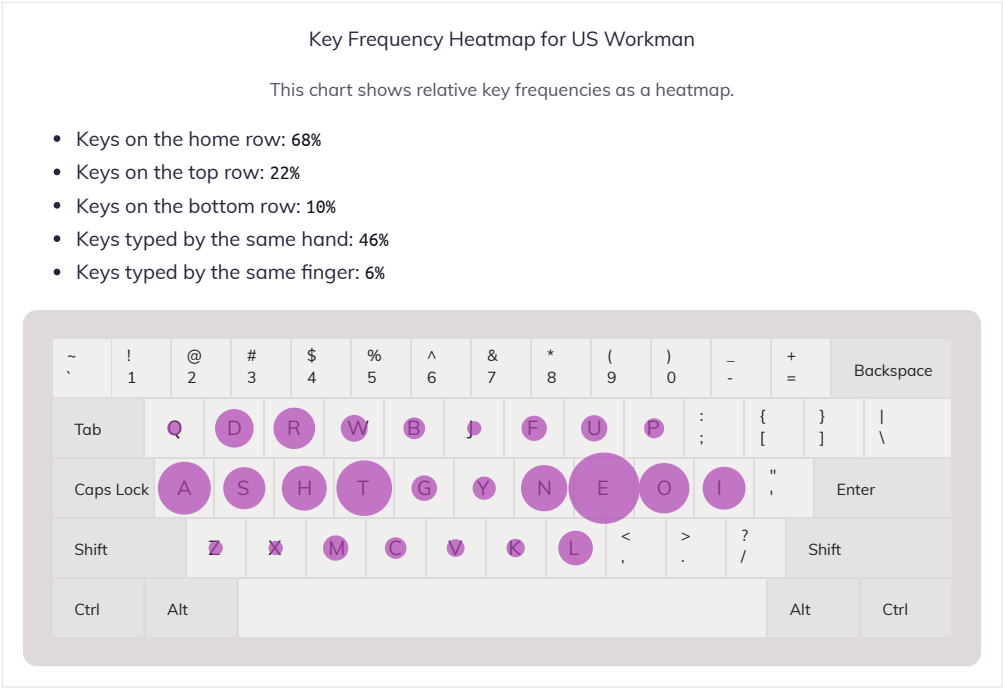 Key Frequency Heatmap for US Workman
This chart shows relative key frequencies as a heatmap.
• Keys on the home row: 68%
• Keys on the top row: 22%
• Keys on the bottom row: 10%
• Keys typed by the same hand: 46%
• Keys typed by the same finger: 6%
~ ! @ # $ % ^ & * ( ) _ +
` 1 2 3 4 5 6 7 8 9 0 - = Backspace
Tab Q D R W B J F U P : ; { [ } ] | \
Caps Lock A S H T G Y N E O I " ' Enter
Shift Z X M C V K L < , > . ? / Shift
Ctrl Alt Alt Ctrl